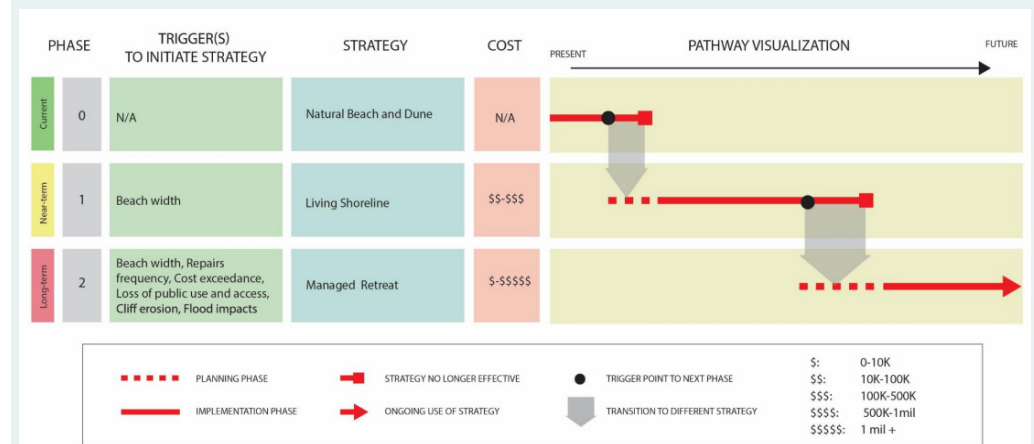 PHASE
TRIGGER(S)
TO INITIATE STRATEGY
STRATEGY
COST
PATHWAY VISUALIZATION
PRESENT
FUTURE
Current
0
N/A
Natural Beach and Dune
N/A
Near-term
1
Beach width
Living Shoreline
$$-$$$
Long-term
2
Beach width, Repairs
frequency, Cost exceedance,
Loss of public use and access,
Cliff erosion, Flood impacts
Managed Retreat
$-$$$$$
PLANNING PHASE
STRATEGY NO LONGER EFFECTIVE
TRIGGER POINT TO NEXT PHASE
IMPLEMENTATION PHASE
ONGOING USE OF STRATEGY
TRANSITION TO DIFFERENT STRATEGY
$: 0-10K
$$: 10K-100K
$$$: 100K-500K
$$$$: 500K-1mil
$$$$$: 1 mil +